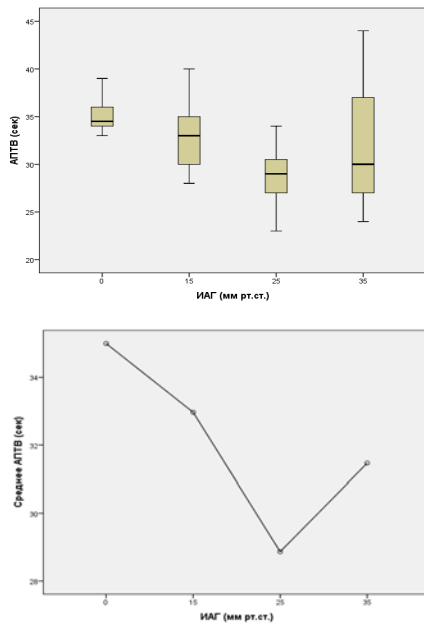 45
40
35
30
25
20
АПТВ (сек)
0 15 25 35
ИАГ (мм рт.ст.)
34
32
30
28
Среднее АПТВ (сек)
0 15 25 35
ИАГ (мм рт.ст.)